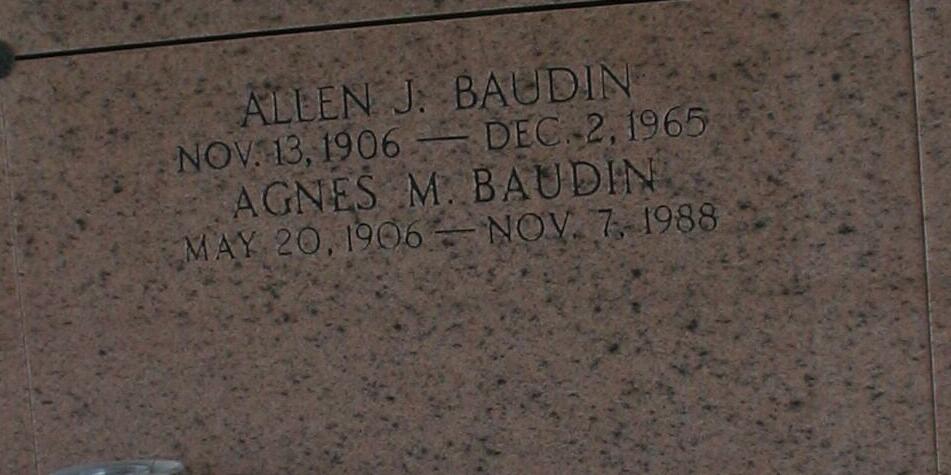 ALLEN J. BAUDIN
NOV. 13, 1906 — DEC. 2, 1965
AGNES M. BAUDIN
MAY 20, 1906 — NOV. 7, 1988